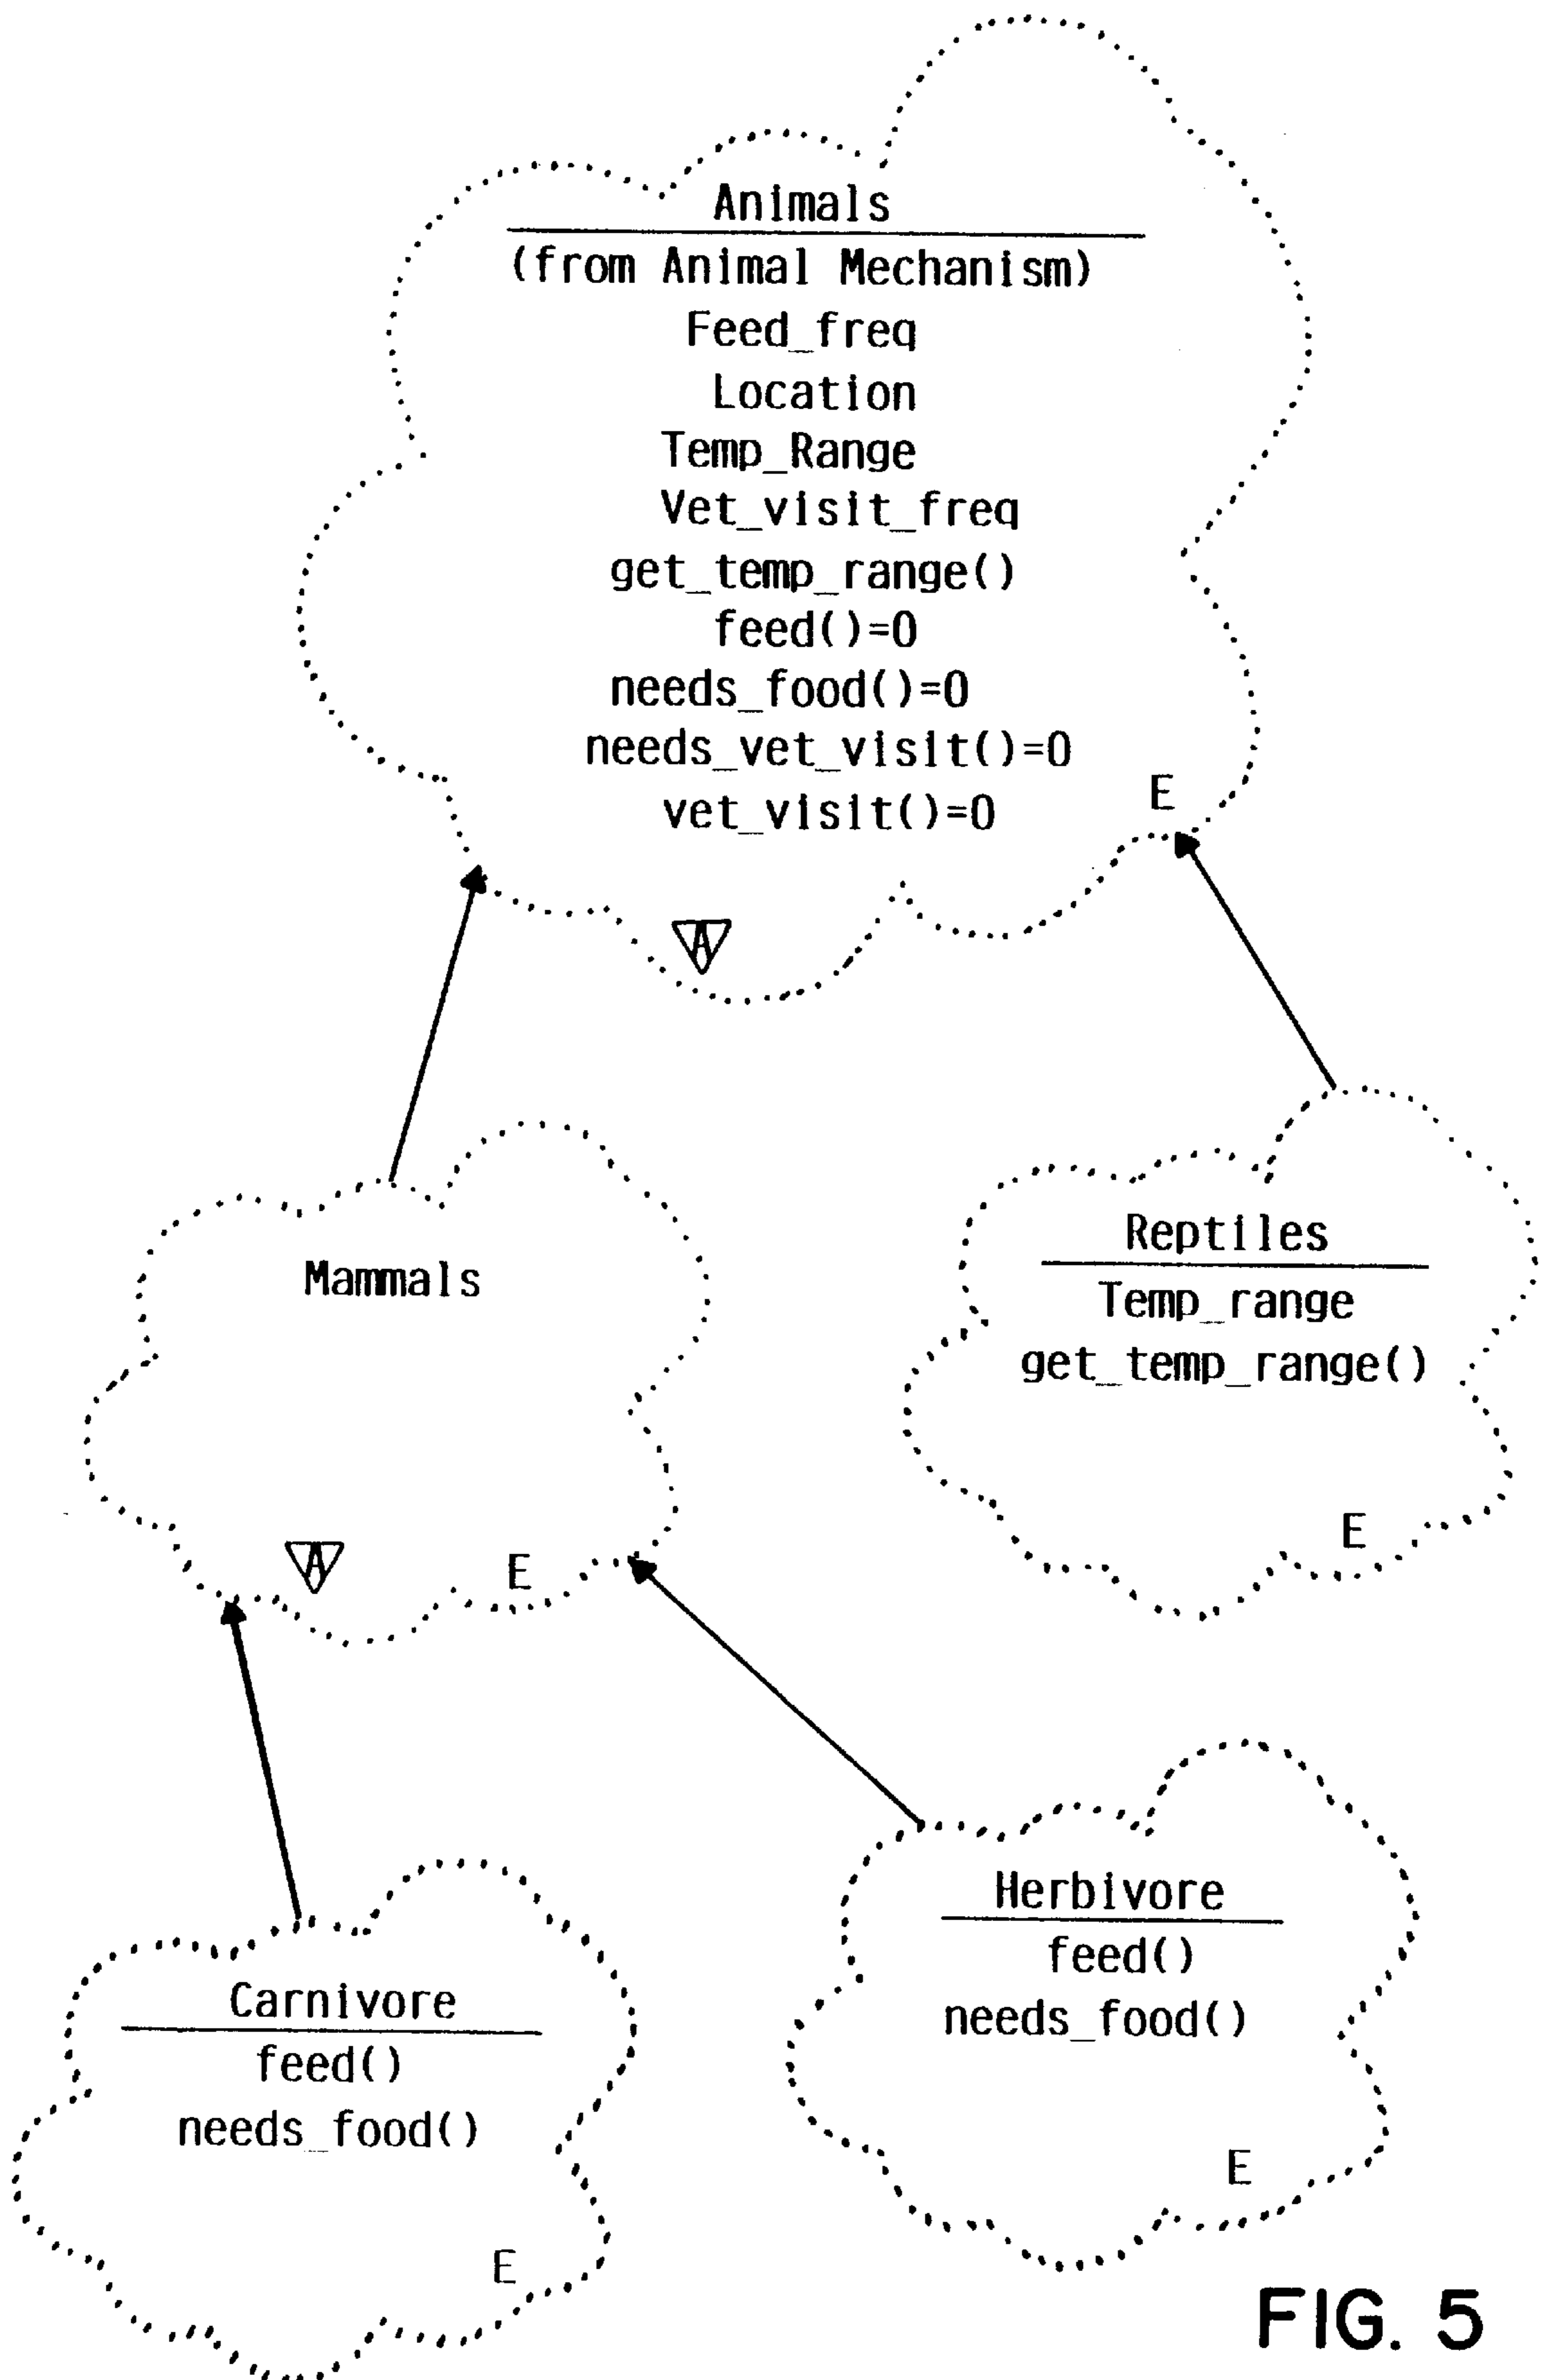 Animals
(from Animal Mechanism)
Feed_freq
Location
Temp_Range
Vet_visit_freq
get_temp_range()
feed()=0
needs_food()=0
needs_vet_visit()=0
vet_visit()=0
E
A
Mammals
A
E
Reptiles
Temp_range
get_temp_range()
E
Carnivore
feed()
needs_food()
E
Herbivore
feed()
needs_food()
E
FIG. 5